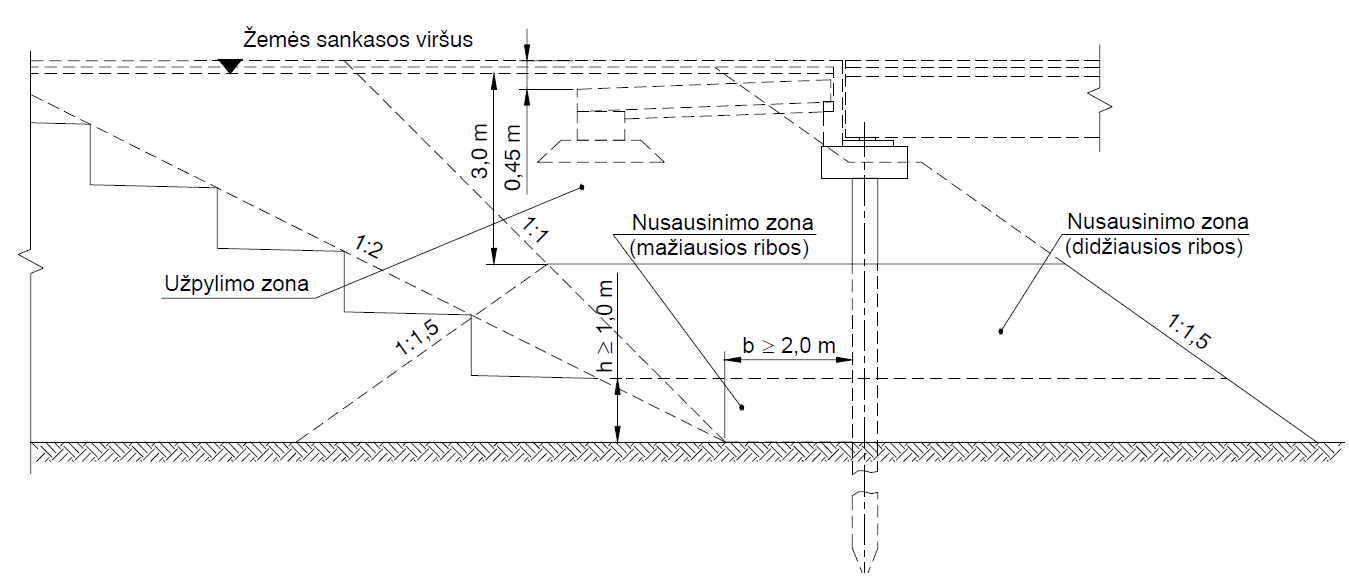 Žemės sankasos viršus
3,0 m
0,45 m
1:1
1:2
Nusausinimo zona
(mažiausios ribos)
Nusausinimo zona
(didžiausios ribos)
Užpylimo zona
1:1,5
h ≥ 1,0 m
b ≥ 2,0 m
1:1,5